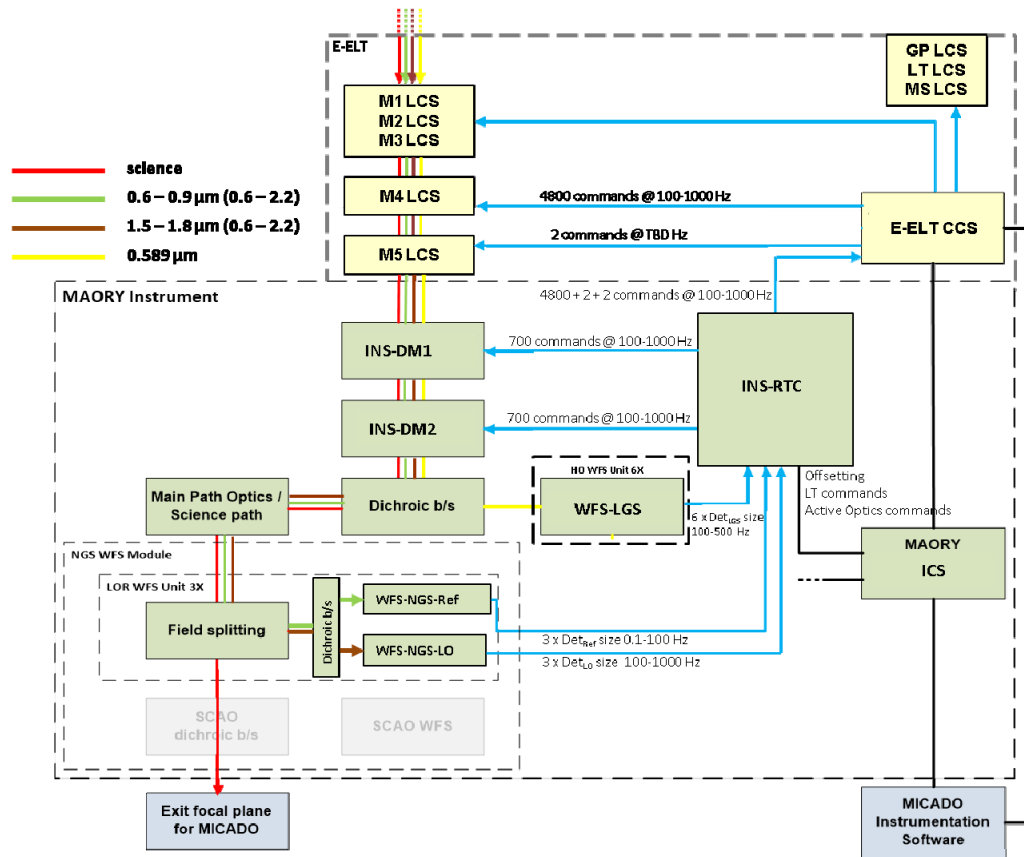 E-ELT
GP LCS
LT LCS
MS LCS
M1 LCS
M2 LCS
M3 LCS
science
0.6 – 0.9 µm (0.6 – 2.2)
1.5 – 1.8 µm (0.6 – 2.2)
0.589 µm
M4 LCS
4800 commands @ 100-1000 Hz
E-ELT CCS
M5 LCS
2 commands @ TBD Hz
MAORY Instrument
4800 + 2 + 2 commands @ 100-1000 Hz
INS-DM1
700 commands @ 100-1000 Hz
INS-RTC
INS-DM2
700 commands @ 100-1000 Hz
HO WFS Unit 6X
Offsetting
LT commands
Active Optics commands
Main Path Optics /
Science path
Dichroic b/s
WFS-LGS
6 x DetLGS size
100-500 Hz
MAORY
ICS
NGS WFS Module
LOR WFS Unit 3X
Field splitting
Dichroic b/s
WFS-NGS-Ref
WFS-NGS-LO
3 x DetRef size 0.1-100 Hz
3 x DetLO size 100-1000 Hz
SCAO
dichroic b/s
SCAO WFS
Exit focal plane
for MICADO
MICADO
Instrumentation
Software